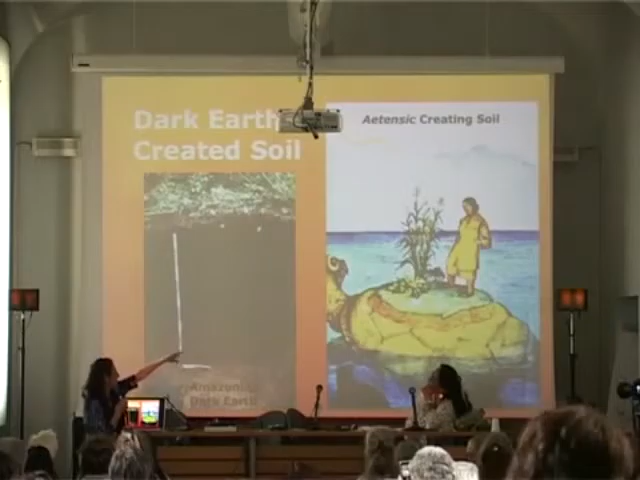 Dark Earth
Created Soil
Aetensic Creating Soil
Amazonian
Dark Earth